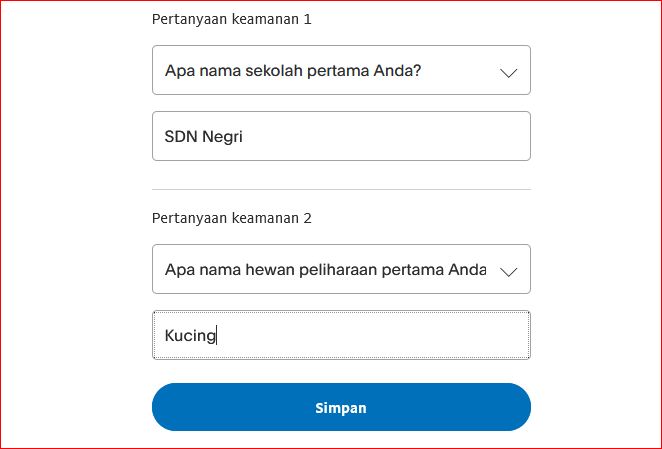 Pertanyaan keamanan 1
Apa nama sekolah pertama Anda?
SDN Negri
Pertanyaan keamanan 2
Apa nama hewan peliharaan pertama Anda
Kucing
Simpan